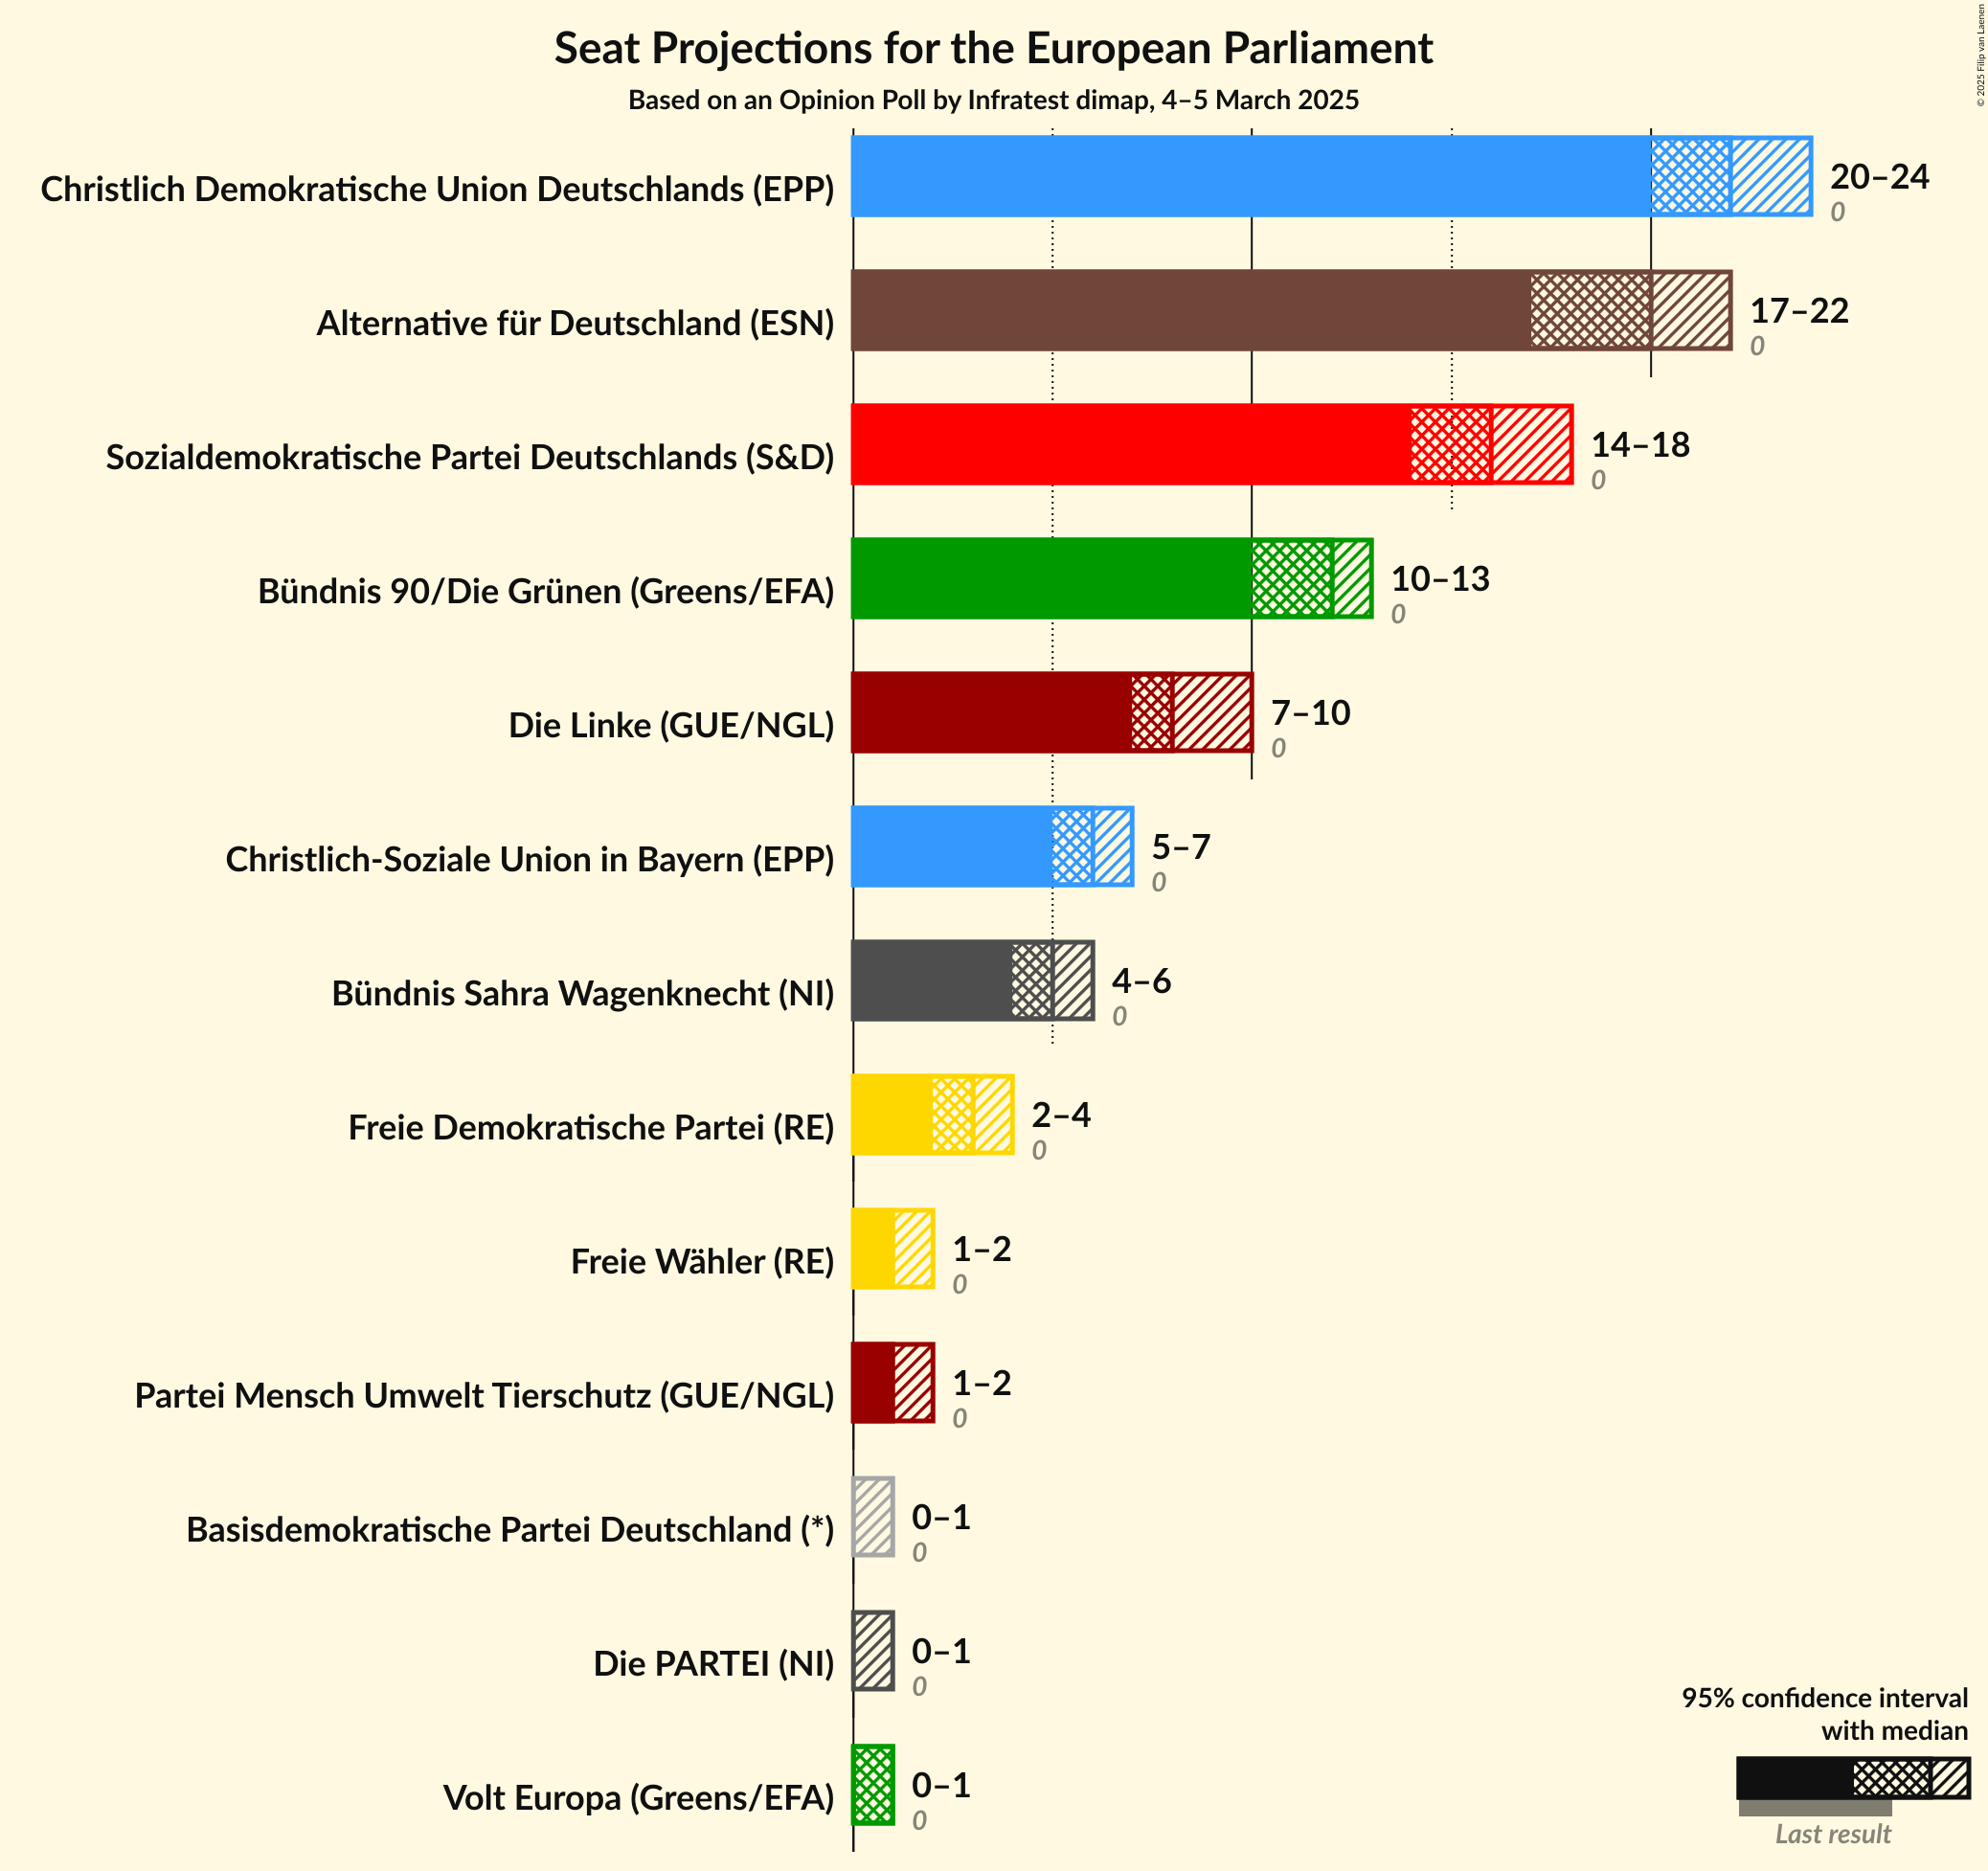 Seat Projections for the European Parliament
Based on an Opinion Poll by Infratest dimap, 4–5 March 2025
© 2025 Filip van Laenen
Christlich Demokratische Union Deutschlands (EPP)
20–24
0
Alternative für Deutschland (ESN)
17–22
0
Sozialdemokratische Partei Deutschlands (S&D)
14–18
0
Bündnis 90/Die Grünen (Greens/EFA)
10–13
0
Die Linke (GUE/NGL)
7–10
0
Christlich-Soziale Union in Bayern (EPP)
5–7
0
Bündnis Sahra Wagenknecht (NI)
4–6
0
Freie Demokratische Partei (RE)
2–4
0
Freie Wähler (RE)
1–2
0
Partei Mensch Umwelt Tierschutz (GUE/NGL)
1–2
0
Basisdemokratische Partei Deutschland (*)
0–1
0
Die PARTEI (NI)
0–1
0
Volt Europa (Greens/EFA)
0–1
0
95% confidence interval
with median
Last result